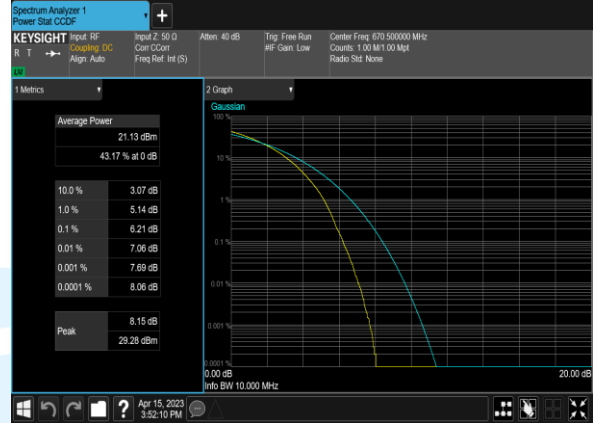 Spectrum Analyzer 1
Power Stat CCDF
KEYSIGHT
R T
LV
Input: RF
Coupling: DC
Align: Auto
Input Z: 50 Ω
Corr CCorr
Freq Ref: Int (S)
Atten: 40 dB
Trig: Free Run
#IF Gain: Low
Center Freq: 670.500000 MHz
Counts: 1.00 M/1.00 Mpt
Radio Std: None
1 Metrics
Average Power
21.13 dBm
43.17 % at 0 dB
10.0 % 3.07 dB
1.0 % 5.14 dB
0.1 % 6.21 dB
0.01 % 7.06 dB
0.001 % 7.69 dB
0.0001 % 8.06 dB
Peak
8.15 dB
29.28 dBm
2 Graph
Gaussian
100 %
10 %
1 %
0.1 %
0.01 %
0.001 %
0.0001 %
0.00 dB
20.00 dB
Info BW 10.000 MHz
?
Apr 15, 2023
3:52:10 PM